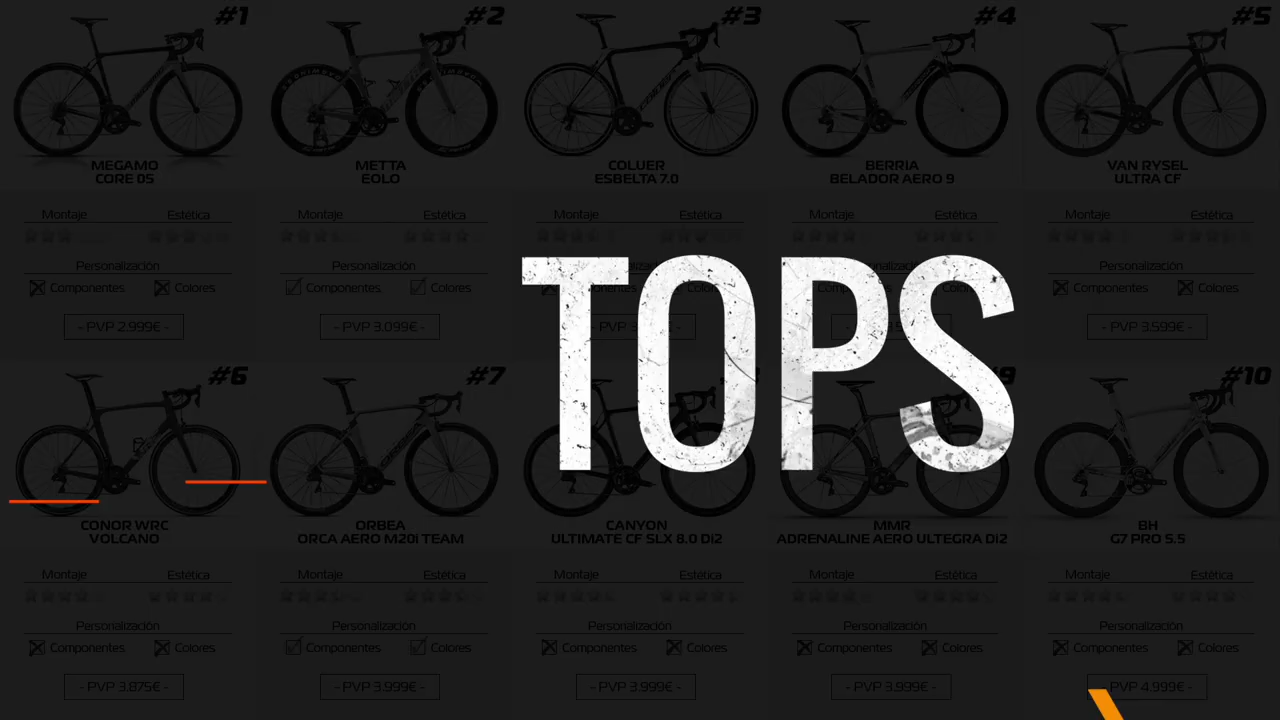 #1
MEGAMO
CORE 05
Montaje Estética
Personalización
Componentes Colores
- PVP 2.999€ -
#2
METTA
EOLO
Montaje Estética
Personalización
Componentes Colores
- PVP 3.099€ -
#3
COLUER
ESBELTA 7.0
Montaje Estética
Personalización
#4
BERRIA
BELADOR AERO 9
Montaje Estética
Personalización
#5
VAN RYSEL
ULTRA CF
Montaje Estética
Personalización
Componentes Colores
- PVP 3.599€ -
TOPS
#6
CONOR WRC
VOLCANO
Montaje Estética
Personalización
Componentes Colores
- PVP 3.875€ -
#7
ORBEA
ORCA AERO M20i TEAM
Montaje Estética
Personalización
Componentes Colores
- PVP 3.999€ -
CANYON
ULTIMATE CF SLX 8.0 Di2
Montaje Estética
Personalización
Componentes Colores
- PVP 3.999€ -
#9
MMR
ADRENALINE AERO ULTEGRA Di2
Montaje Estética
Personalización
Componentes Colores
- PVP 3.999€ -
#10
BH
G7 PRO 5.5
Montaje Estética
Personalización
Componentes Colores
- PVP 4.999€ -